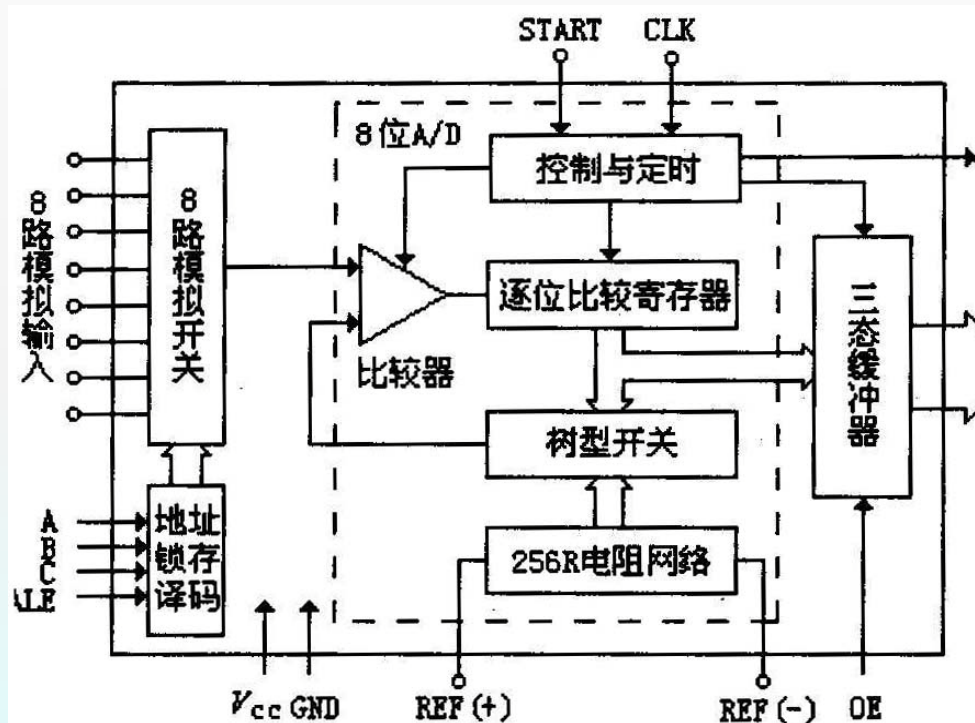 START CLK
8位A/D
控制与定时
8路模拟输入
8路模拟开关
逐位比较寄存器
三态缓冲器
比较器
树型开关
A
B
C
ALE
地址
锁存
译码
256R电阻网络
Vcc GND REF(+) REF(-) OE